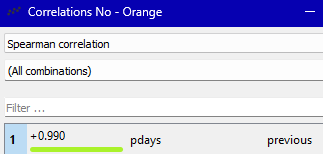 Correlations No - Orange
Spearman correlation
(All combinations)
Filter ...
1 +0.990 pdays previous